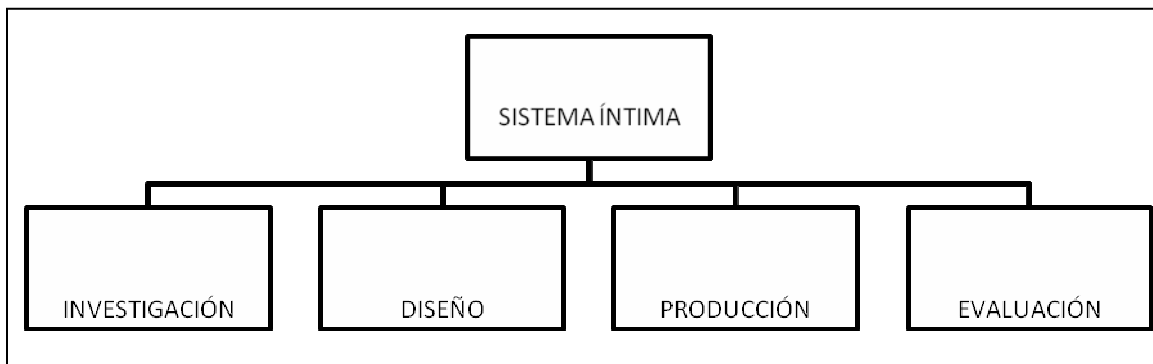 SISTEMA ÍNTIMA
INVESTIGACIÓN
DISEÑO
PRODUCCIÓN
EVALUACIÓN